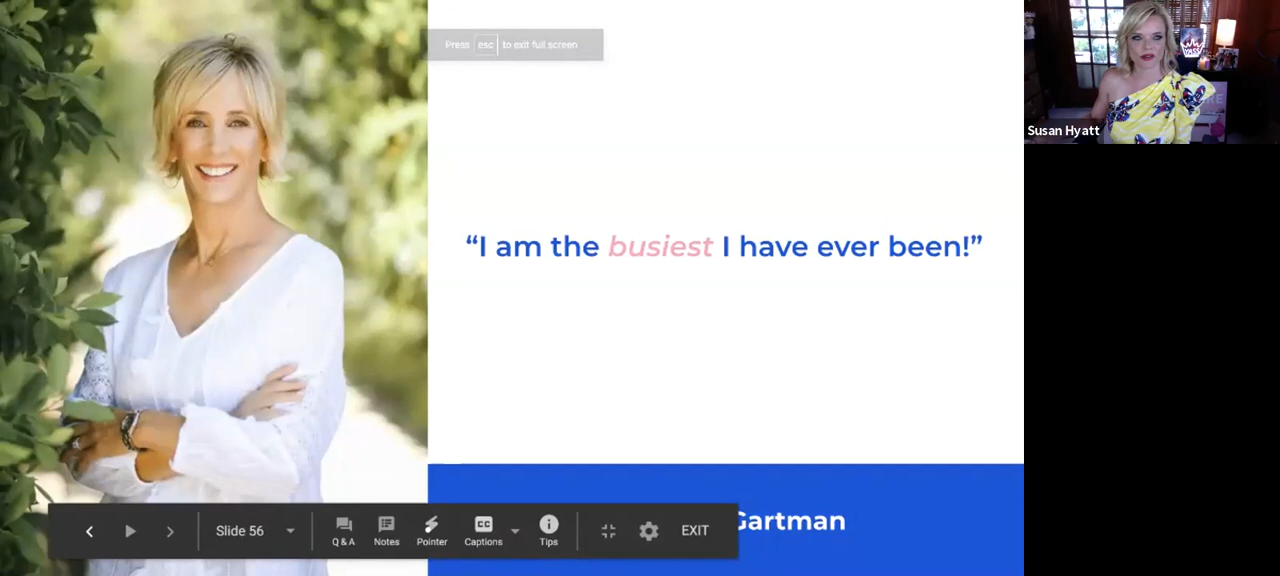 Press esc to exit full screen
YASS
Susan Hyatt
“I am the busiest I have ever been!”
Gartman
Slide 56
Q & A
Notes
Pointer
Captions
Tips
EXIT